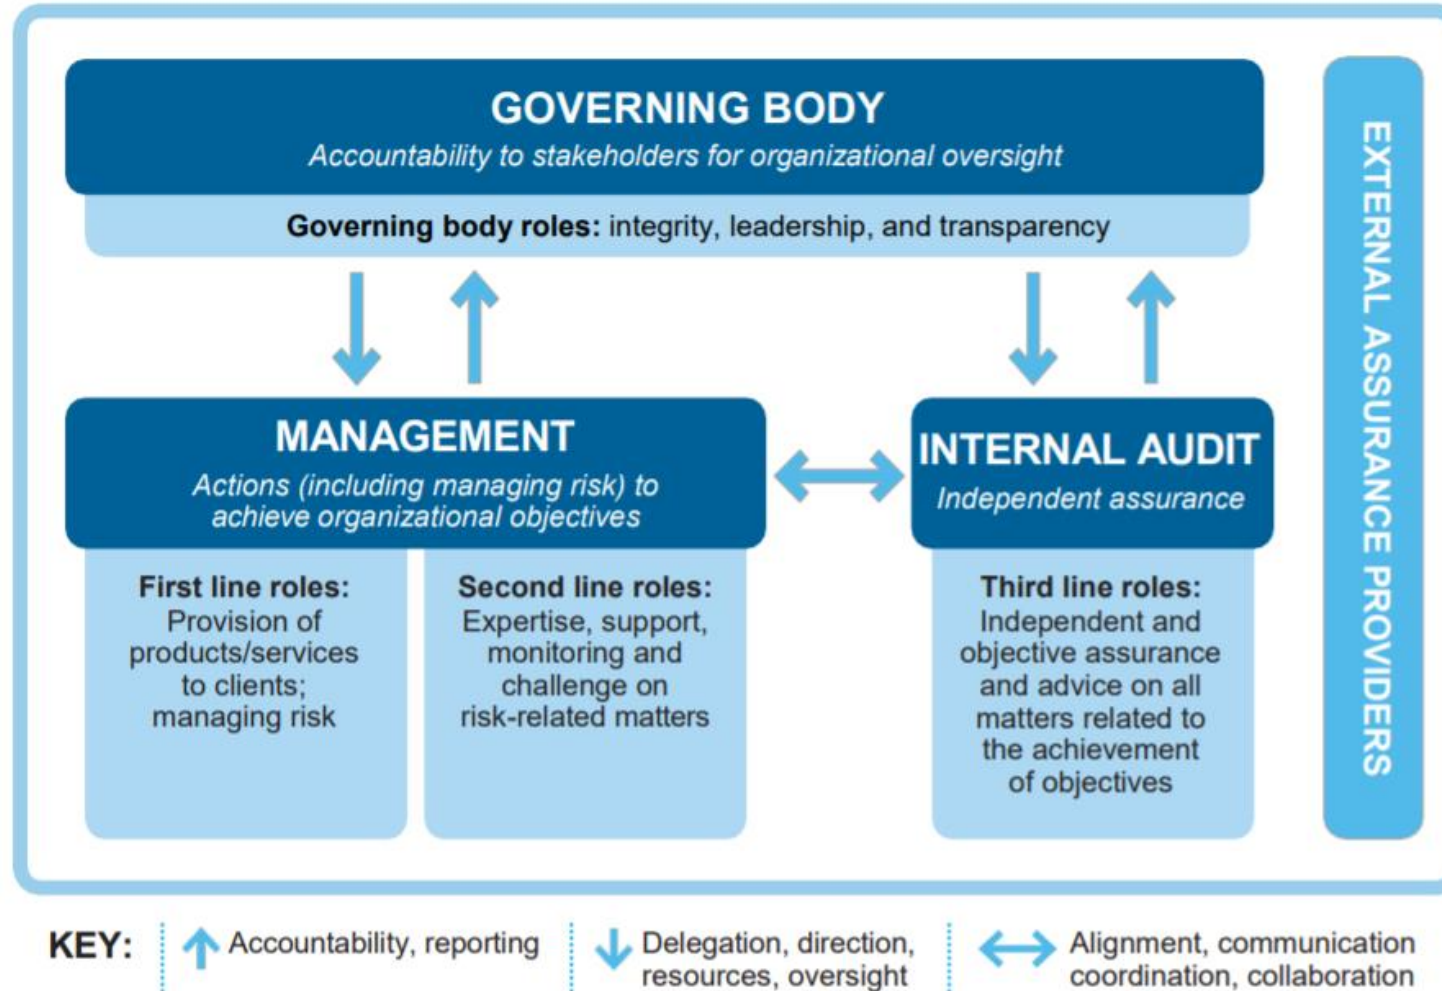 GOVERNING BODY
Accountability to stakeholders for organizational oversight
Governing body roles: integrity, leadership, and transparency
MANAGEMENT
Actions (including managing risk) to
achieve organizational objectives
First line roles:
Provision of
products/services
to clients;
managing risk
Second line roles:
Expertise, support,
monitoring and
challenge on
risk-related matters
INTERNAL AUDIT
Independent assurance
Third line roles:
Independent and
objective assurance
and advice on all
matters related to
the achievement
of objectives
EXTERNAL ASSURANCE PROVIDERS
KEY:
Accountability, reporting
Delegation, direction,
resources, oversight
Alignment, communication
coordination, collaboration